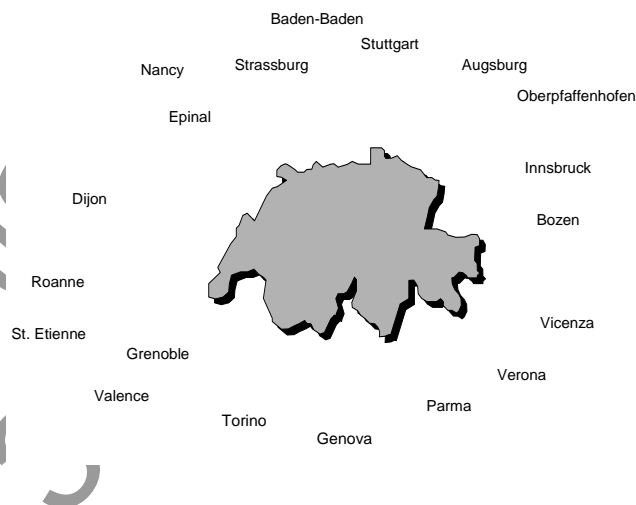 Baden-Baden
Stuttgart
Strassburg
Augsburg
Nancy
Oberpfaffenhofen
Epinal
Innsbruck
Dijon
Bozen
Roanne
Vicenza
St. Etienne
Grenoble
Verona
Valence
Parma
Torino
Genova